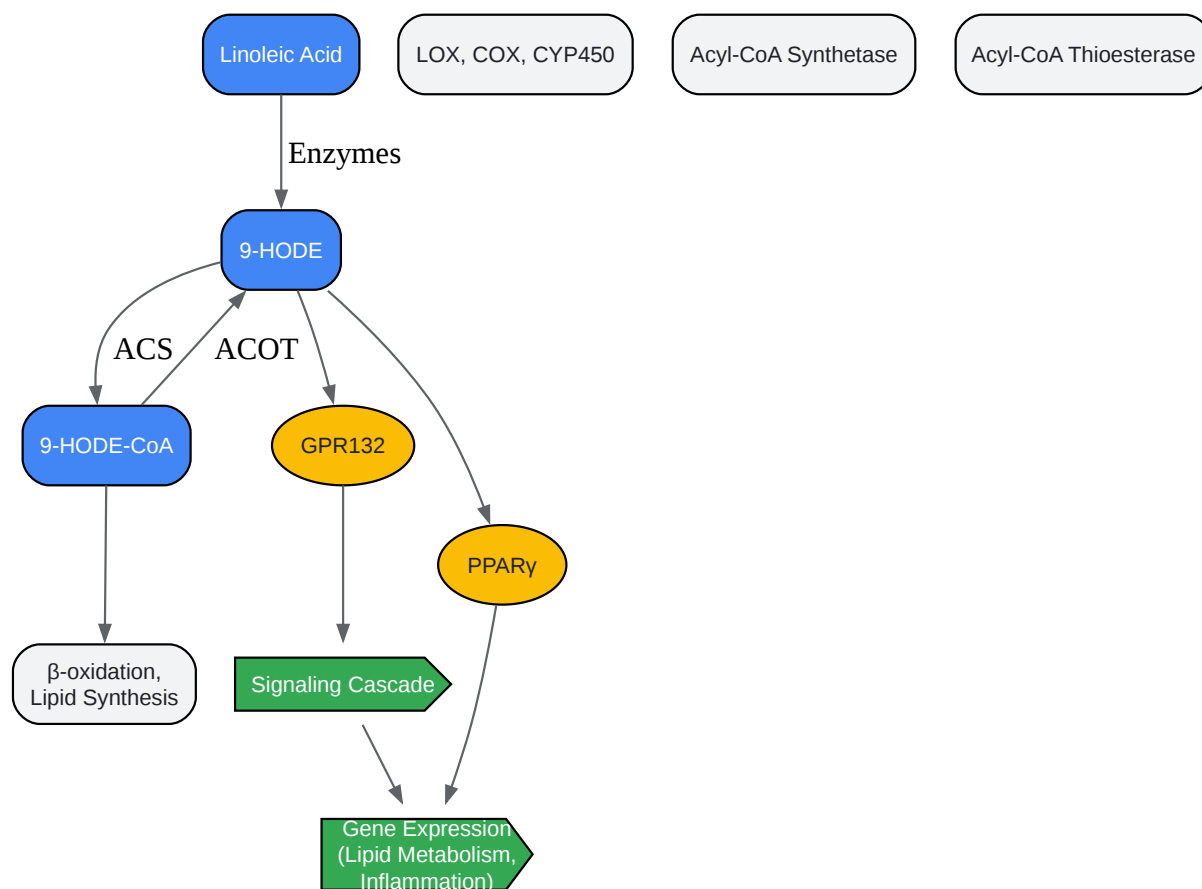 Linoleic Acid
LOX, COX, CYP450
Acyl-CoA Synthetase
Acyl-CoA Thioesterase
Enzymes
9-HODE
ACS
ACOT
9-HODE-CoA
GPR132
PPARγ
β-oxidation,
Lipid Synthesis
Signaling Cascade
Gene Expression
(Lipid Metabolism,
Inflammation)